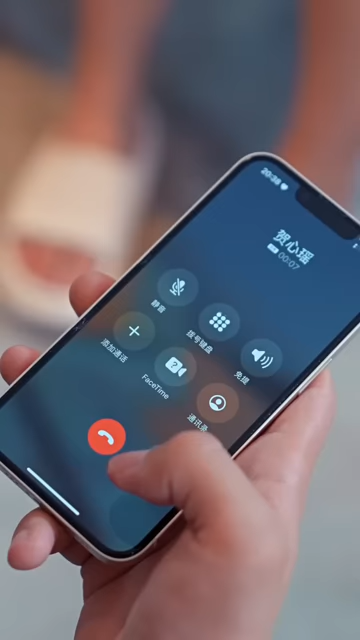 20:38
贺心瑶
00:07
静音
拨号键盘
免提
添加通话
FaceTime
通讯录